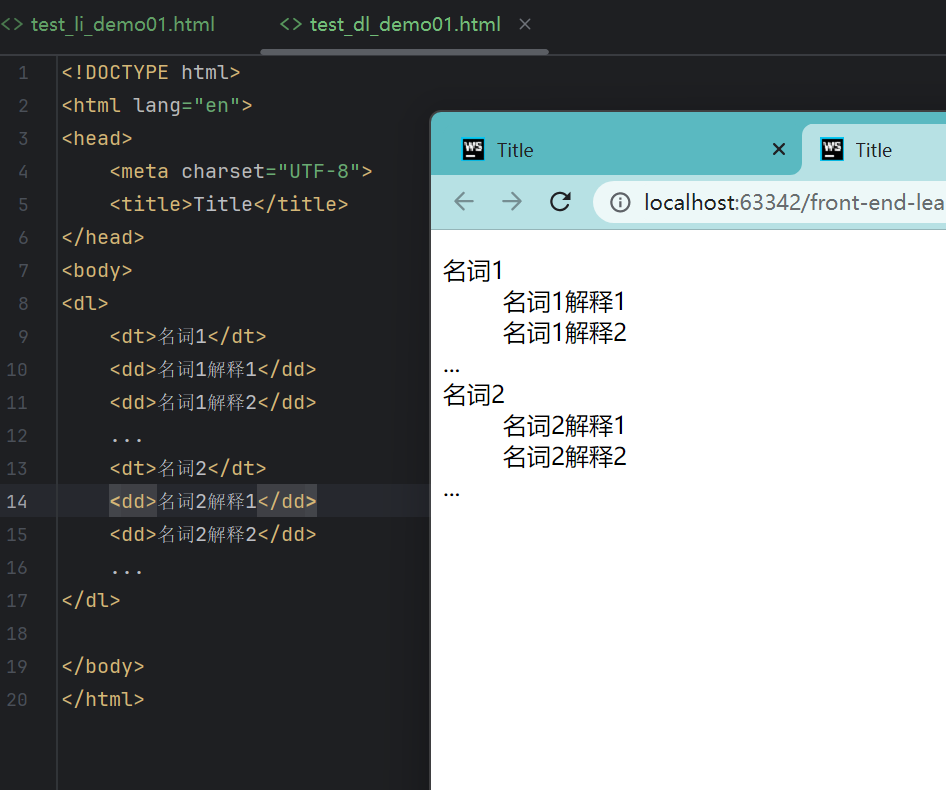 <> test_li_demo01.html <> test_dl_demo01.html ×
1 <!DOCTYPE html>
2 <html lang="en">
3 <head>
4 <meta charset="UTF-8">
5 <title>Title</title>
6 </head>
7 <body>
8 <dl>
9 <dt>名词1</dt>
10 <dd>名词1解释1</dd>
11 <dd>名词1解释2</dd>
12 ...
13 <dt>名词2</dt>
14 <dd>名词2解释1</dd>
15 <dd>名词2解释2</dd>
16 ...
17 </dl>
18
19 </body>
20 </html>
WS Title × WS Title
localhost:63342/front-end-lea
名词1
名词1解释1
名词1解释2
...
名词2
名词2解释1
名词2解释2
...